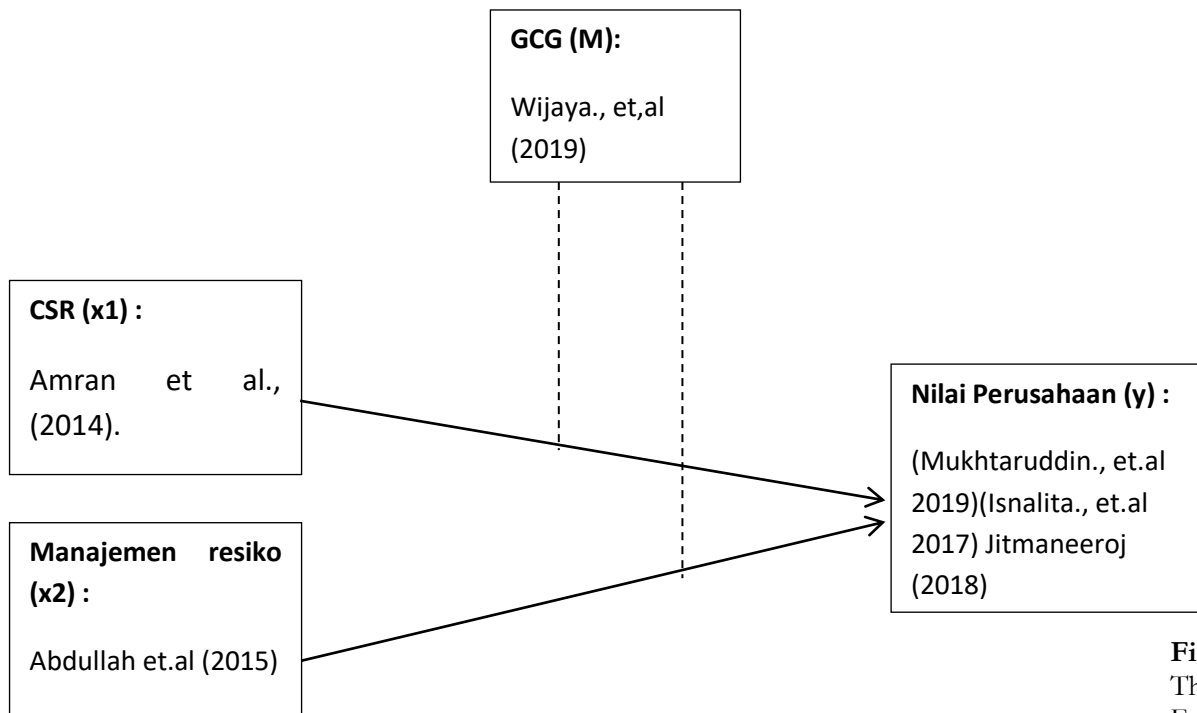 GCG (M):
Wijaya., et,al
(2019)
CSR (x1) :
Amran et al.,
(2014).
Manajemen resiko
(x2) :
Abdullah et.al (2015)
Nilai Perusahaan (y) :
(Mukhtaruddin., et.al
2019)(Isnalita., et.al
2017) Jitmaneeroj
(2018)